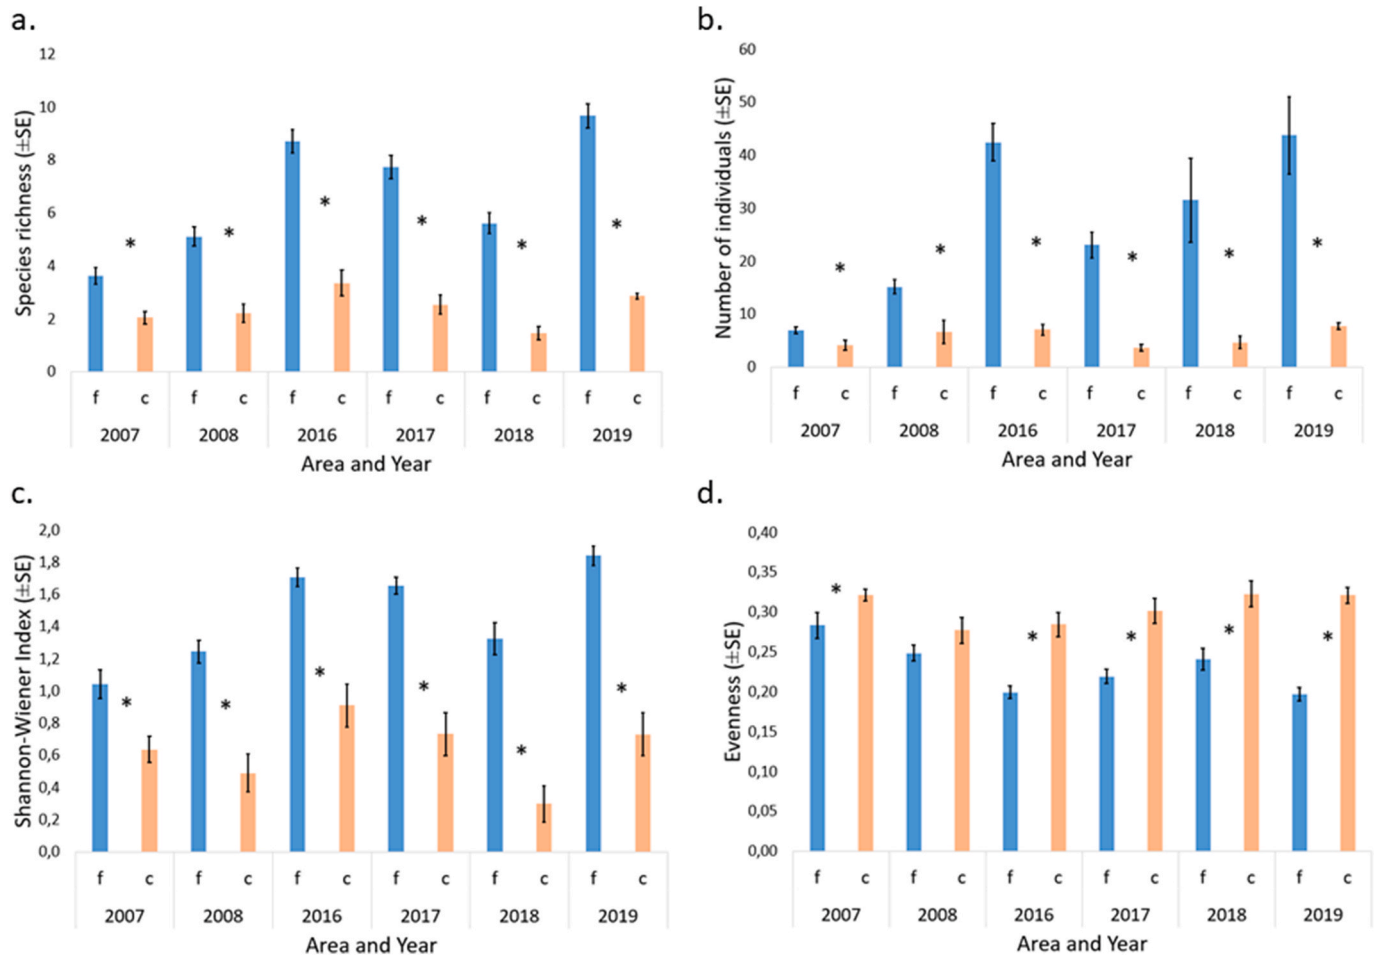 a.
Species richness (±SE)
12
10
8
6
4
2
0
* * * * * *
f c f c f c f c f c f c
2007 2008 2016 2017 2018 2019
Area and Year
b.
Number of individuals (±SE)
60
50
40
30
20
10
0
* * * * * *
f c f c f c f c f c f c
2007 2008 2016 2017 2018 2019
Area and Year
c.
Shannon-Wiener Index (±SE)
2,0
1,8
1,6
1,4
1,2
1,0
0,8
0,6
0,4
0,2
0,0
* * * * * *
f c f c f c f c f c f c
2007 2008 2016 2017 2018 2019
Area and Year
d.
Evenness (±SE)
0,40
0,35
0,30
0,25
0,20
0,15
0,10
0,05
0,00
* * * * *
f c f c f c f c f c f c
2007 2008 2016 2017 2018 2019
Area and Year